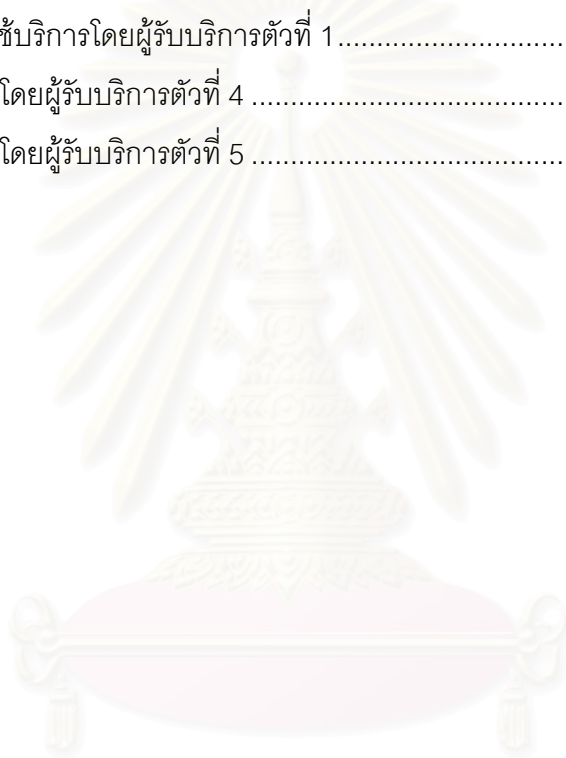 ช้บริการโดยผู้รับบริการตัวที่ 1............................
โดยผู้รับบริการตัวที่ 4 .......................................
โดยผู้รับบริการตัวที่ 5 .......................................